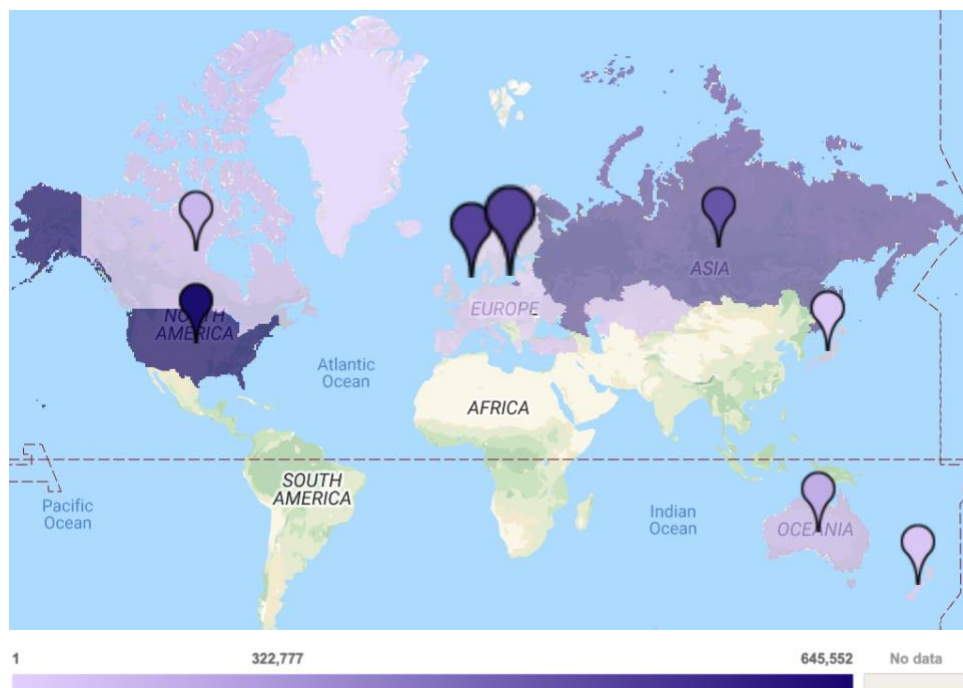 ASIA
EUROPE
NORTH
AMERICA
Atlantic
Ocean
AFRICA
SOUTH
AMERICA
Pacific
Ocean
Indian
Ocean
OCEANIA
1 322,777 645,552 No data